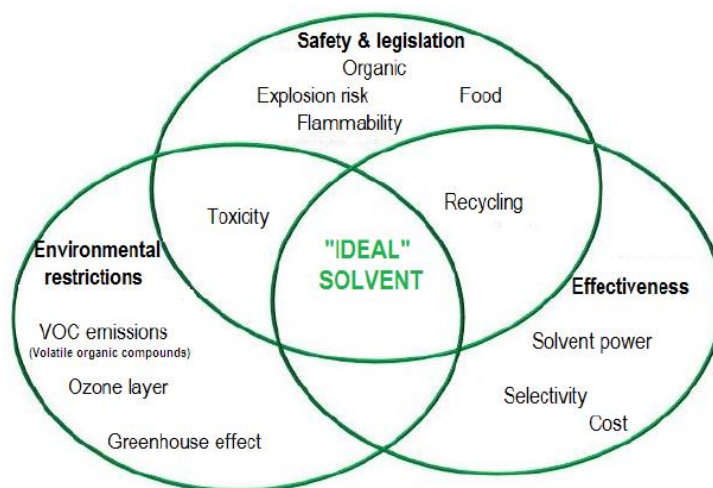 Safety & legislation
Organic
Explosion risk Food
Flammability
Toxicity
Recycling
"IDEAL"
SOLVENT
Environmental
restrictions
VOC emissions
(Volatile organic compounds)
Ozone layer
Greenhouse effect
Effectiveness
Solvent power
Selectivity
Cost